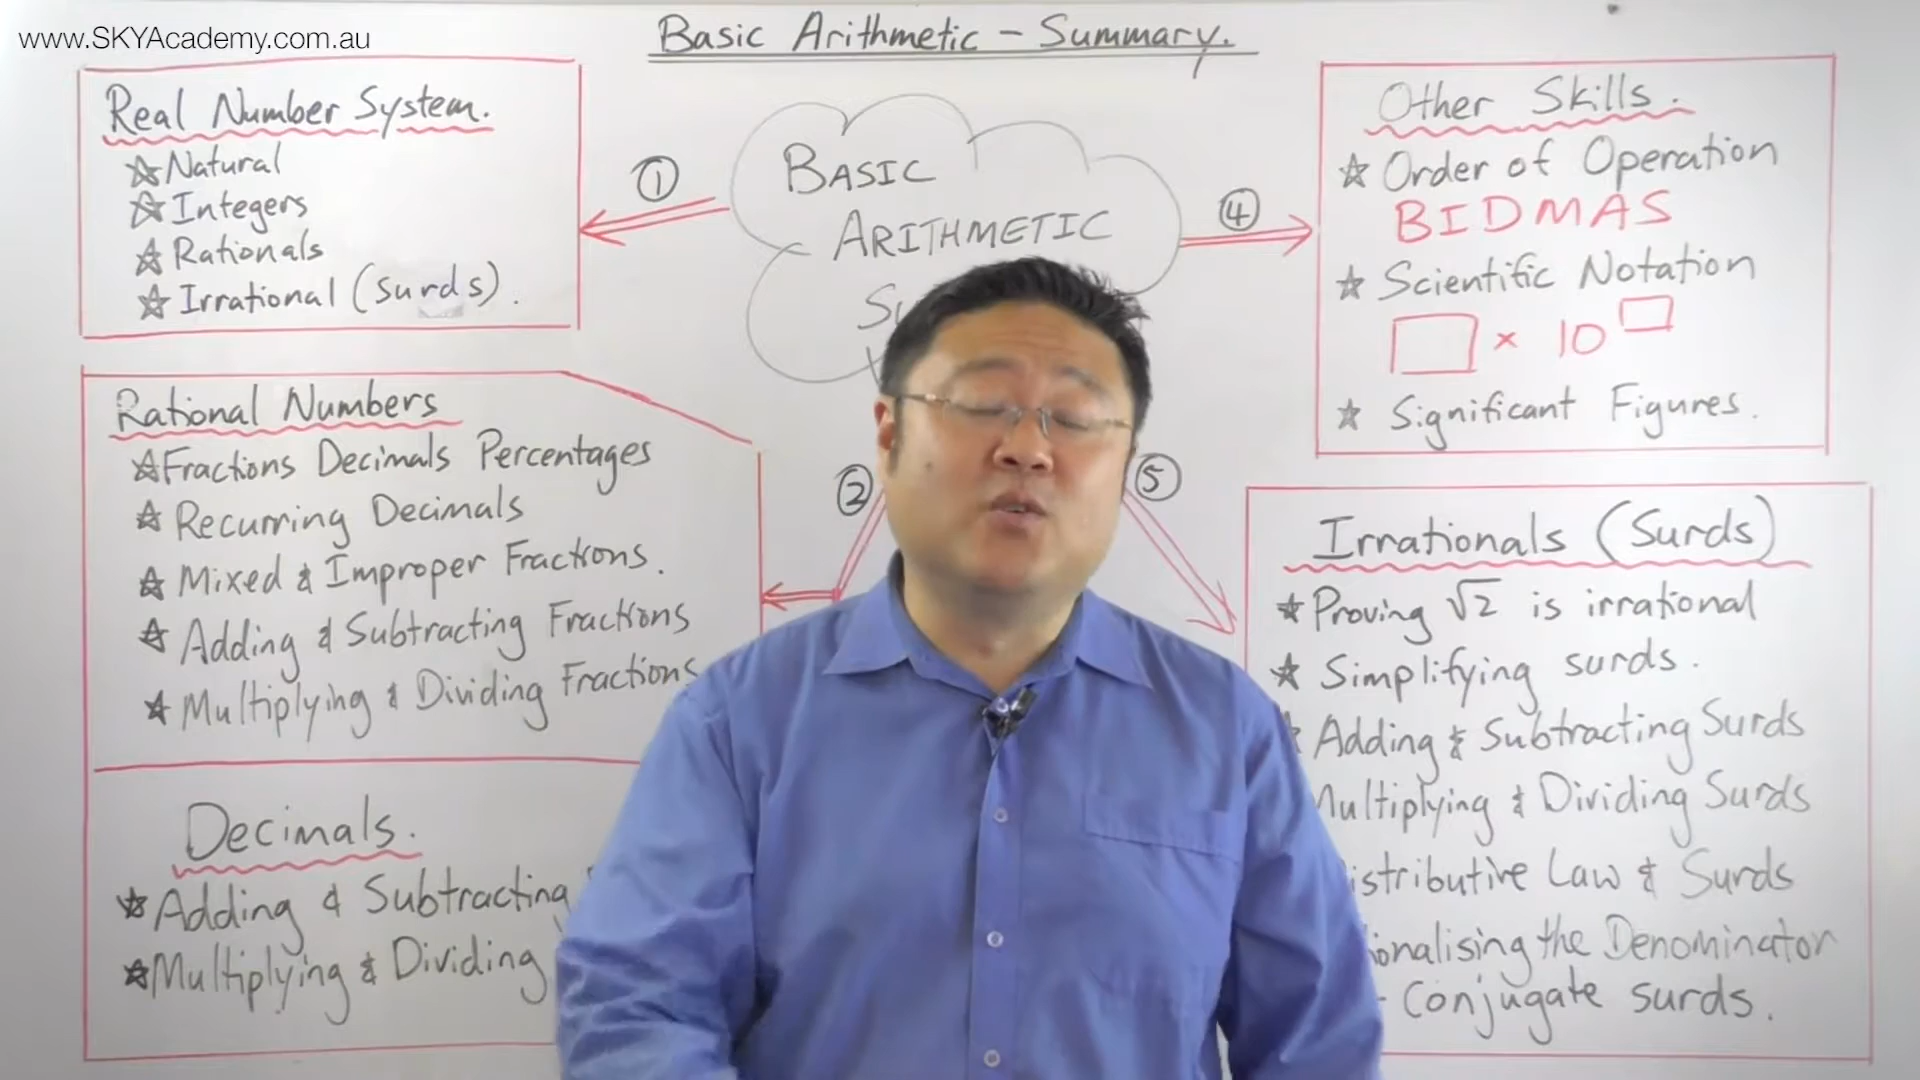 www.SKYAcademy.com.au
Basic Arithmetic - Summary.
Real Number System.
☆ Natural
☆ Integers
☆ Rationals
☆ Irrational (Surds).
①
BASIC
ARITHMETIC
④
Other Skills.
☆ Order of Operation
BIDMAS
☆ Scientific Notation
□ × 10□
☆ Significant Figures.
Rational Numbers
☆ Fractions Decimals Percentages
☆ Recurring Decimals
☆ Mixed & Improper Fractions.
☆ Adding & Subtracting Fractions
☆ Multiplying & Dividing Fractions
②
⑤
Decimals.
☆ Adding & Subtracting
☆ Multiplying & Dividing
Irrationals (Surds)
☆ Proving √2 is irrational
☆ Simplifying surds.
Adding & Subtracting Surds
Multiplying & Dividing Surds
istributive Law & Surds
ionalising the Denominator
- Conjugate surds.